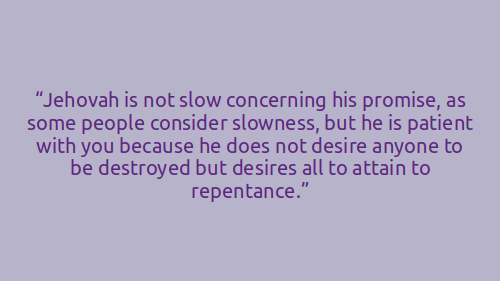 “Jehovah is not slow concerning his promise, as
some people consider slowness, but he is patient
with you because he does not desire anyone to
be destroyed but desires all to attain to
repentance.”